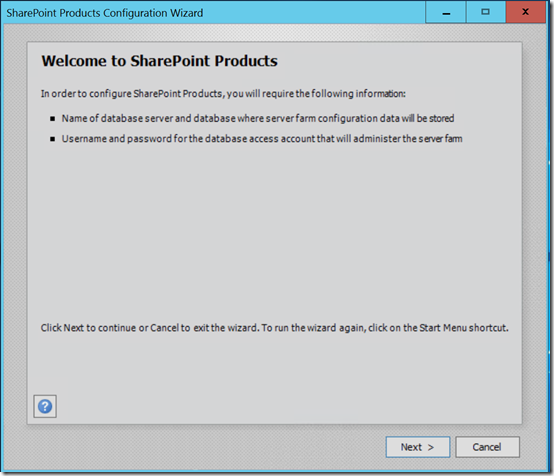 SharePoint Products Configuration Wizard
Welcome to SharePoint Products
In order to configure SharePoint Products, you will require the following information:
Name of database server and database where server farm configuration data will be stored
Username and password for the database access account that will administer the server farm
Click Next to continue or Cancel to exit the wizard. To run the wizard again, click on the Start Menu shortcut.
?
Next >
Cancel